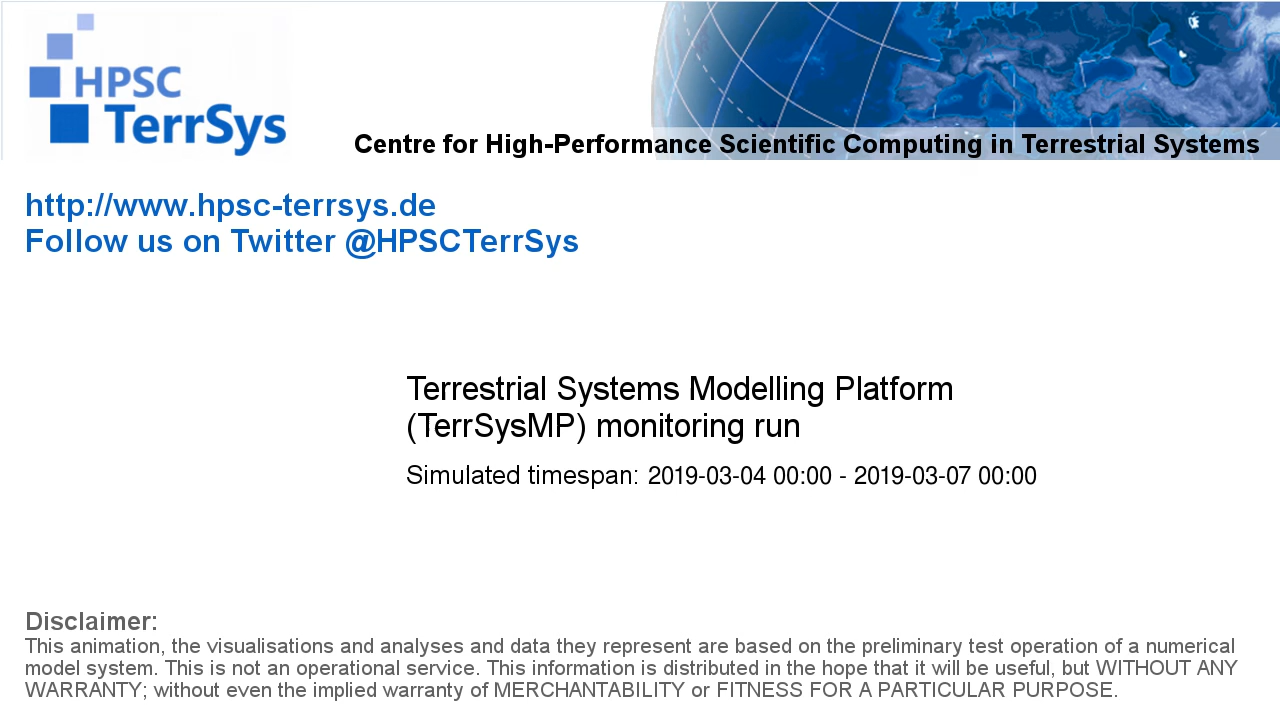 HPSC
TerrSys
Centre for High-Performance Scientific Computing in Terrestrial Systems
http://www.hpsc-terrsys.de
Follow us on Twitter @HPSCTerrSys
Terrestrial Systems Modelling Platform
(TerrSysMP) monitoring run
Simulated timespan: 2019-03-04 00:00 - 2019-03-07 00:00
Disclaimer:
This animation, the visualisations and analyses and data they represent are based on the preliminary test operation of a numerical
model system. This is not an operational service. This information is distributed in the hope that it will be useful, but WITHOUT ANY
WARRANTY; without even the implied warranty of MERCHANTABILITY or FITNESS FOR A PARTICULAR PURPOSE.